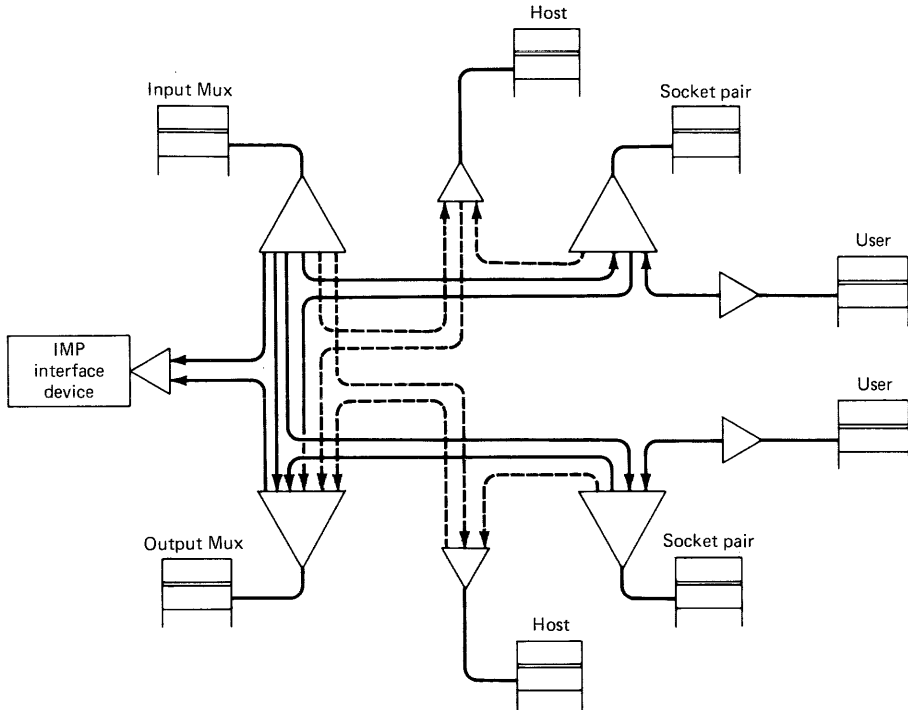 Host
Input Mux
Socket pair
User
IMP
interface
device
User
Output Mux
Socket pair
Host